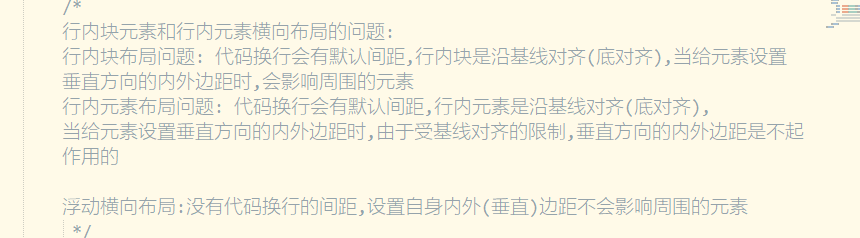 /*
行内块元素和行内元素横向布局的问题:
行内块布局问题: 代码换行会有默认间距,行内块是沿基线对齐(底对齐),当给元素设置
垂直方向的内外边距时,会影响周围的元素
行内元素布局问题: 代码换行会有默认间距,行内元素是沿基线对齐(底对齐),
当给元素设置垂直方向的内外边距时,由于受基线对齐的限制,垂直方向的内外边距是不起
作用的
浮动横向布局:没有代码换行的间距,设置自身内外(垂直)边距不会影响周围的元素
*/